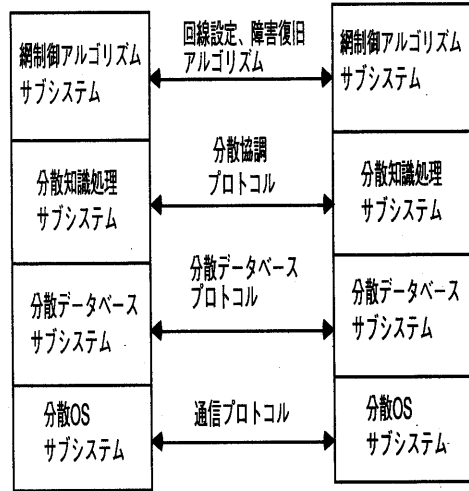 網制御アルゴリズム
サブシステム
回線設定、障害復旧
アルゴリズム
網制御アルゴリズム
サブシステム
分散知識処理
サブシステム
分散協調
プロトコル
分散知識処理
サブシステム
分散データベース
サブシステム
分散データベース
プロトコル
分散データベース
サブシステム
分散OS
サブシステム
通信プロトコル
分散OS
サブシステム